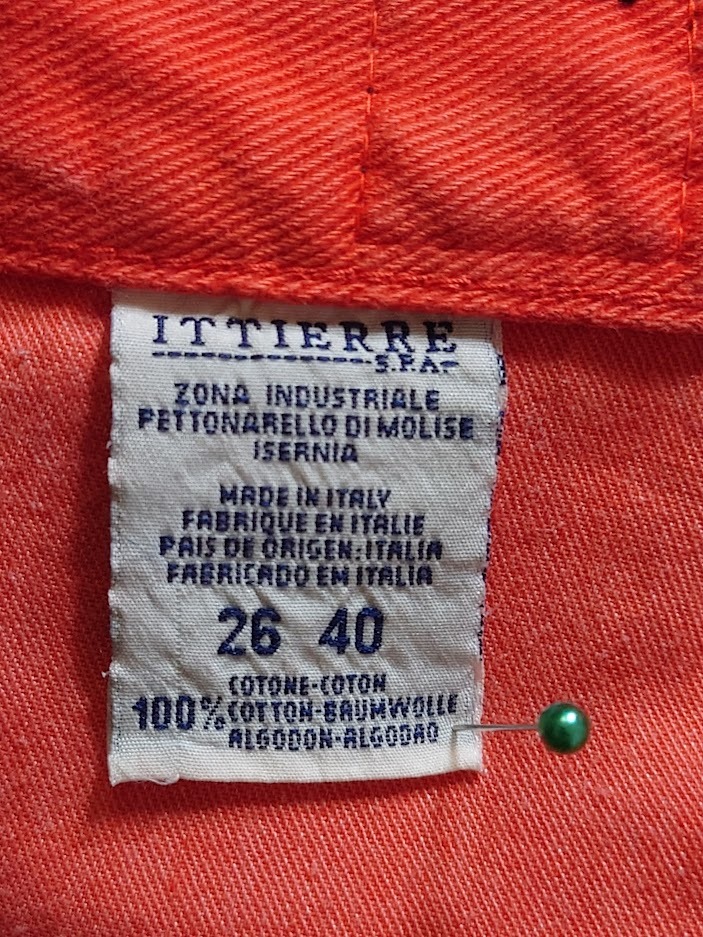 ITTIERRE
S.P.A.
ZONA INDUSTRIALE
PETTONARELLO DI MOLISE
ISERNIA
MADE IN ITALY
FABRIQUE EN ITALIE
PAIS DE ORIGEN:ITALIA
FABRICADO EM ITALIA
26 40
COTONE-COTON
100% COTTON-BAUMWOLLE
ALGODON-ALGODAO